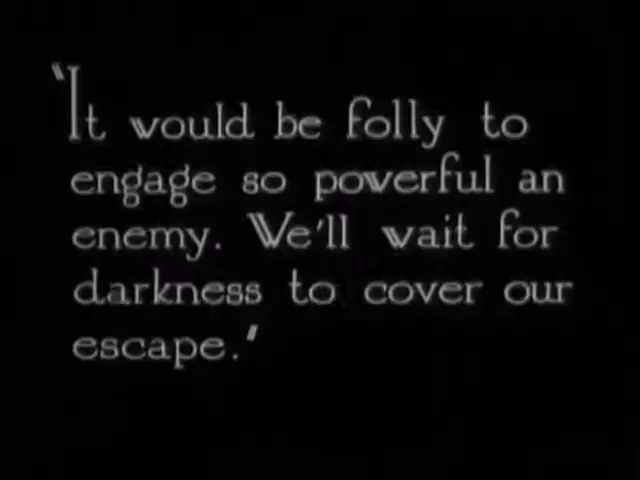 "It would be folly to
engage so powerful an
enemy. We'll wait for
darkness to cover our
escape."